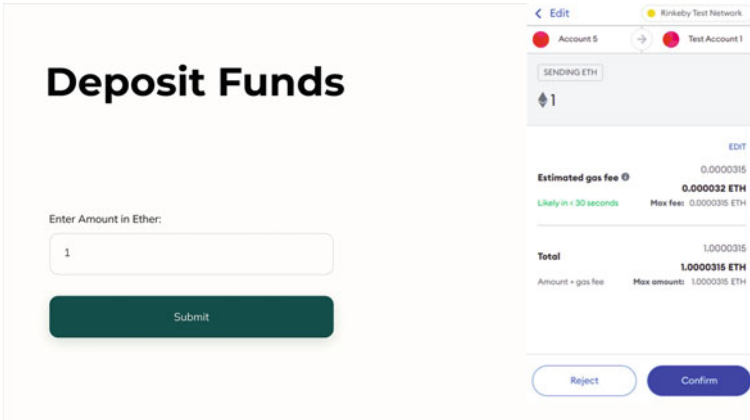 Deposit Funds
Enter Amount in Ether:
1
Submit
Edit
Rinkeby Test Network
Account 5
Test Account 1
SENDING ETH
1
EDIT
Estimated gas fee
0.0000315
0.000032 ETH
Likely in < 30 seconds
Max fee: 0.0000315 ETH
Total
1.0000315
1.0000315 ETH
Amount + gas fee
Max amount: 1.0000315 ETH
Reject
Confirm